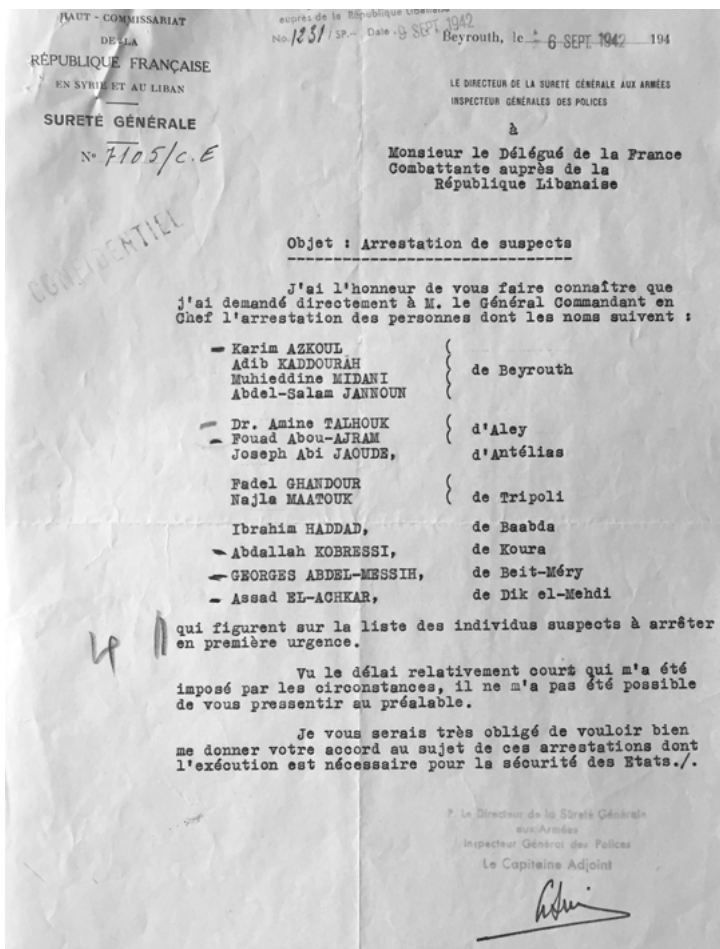 HAUT - COMMISSARIAT
DE LA
RÉPUBLIQUE FRANÇAISE
EN SYRIE ET AU LIBAN
SURETÉ GÉNÉRALE
N° 7105/C.E
auprès de la République Libanaise
No. 1231 / SP.-- Date - 9 SEPT 1942
Beyrouth, le 6 SEPT. 1942 194
LE DIRECTEUR DE LA SURETÉ GÉNÉRALE AUX ARMÉES
INSPECTEUR GÉNÉRALES DES POLICES
à
Monsieur le Délégué de la France
Combattante auprès de la
République Libanaise
CONFIDENTIEL
Objet : Arrestation de suspects
J'ai l'honneur de vous faire connaître que
j'ai demandé directement à M. le Général Commandant en
Chef l'arrestation des personnes dont les noms suivent :
Karim AZKOUL
Adib KADDOURAH
Muhieddine MIDANI
Abdel-Salam JANNOUN
de Beyrouth
Dr. Amine TALHOUK
Fouad Abou-AJRAM
d'Aley
Joseph Abi JAOUDE, d'Antélias
Fadel GHANDOUR
Najla MAATOUK
de Tripoli
Ibrahim HADDAD, de Baabda
Abdallah KOBRESSI, de Koura
GEORGES ABDEL-MESSIH, de Beit-Méry
Assad EL-ACHKAR, de Dik el-Mehdi
qui figurent sur la liste des individus suspects à arrêter
en première urgence.
Vu le délai relativement court qui m'a été
imposé par les circonstances, il ne m'a pas été possible
de vous pressentir au préalable.
Je vous serais très obligé de vouloir bien
me donner votre accord au sujet de ces arrestations dont
l'exécution est nécessaire pour la sécurité des Etats./.
P. Le Directeur de la Sûreté Générale
aux Armées
Inspecteur Général des Polices
Le Capitaine Adjoint